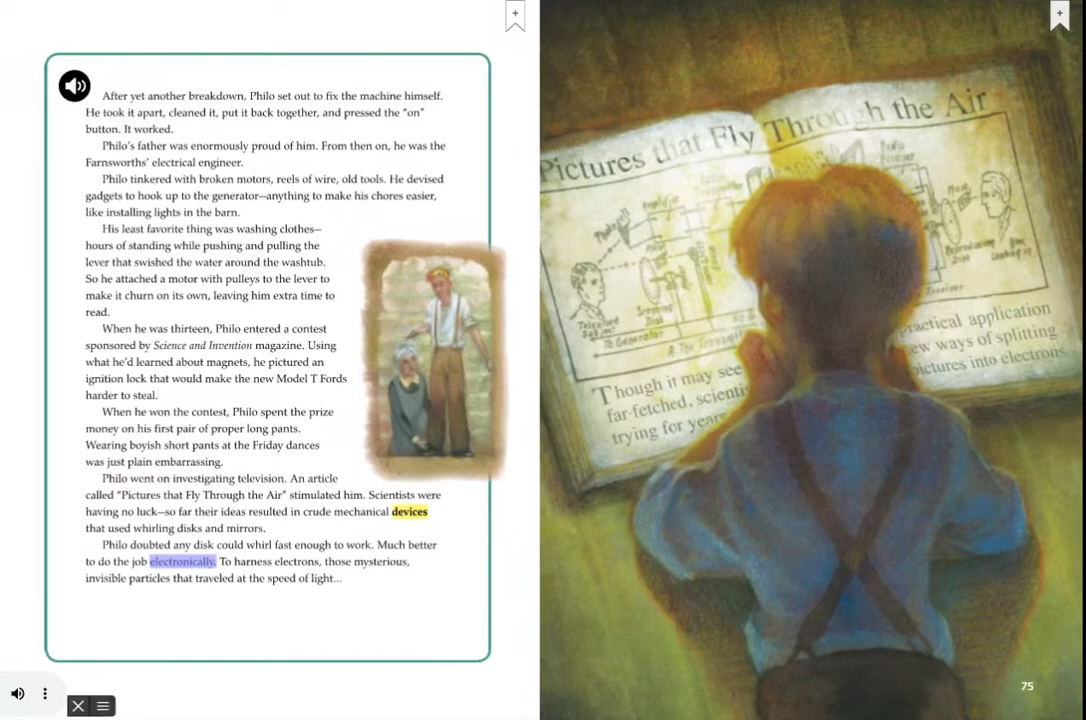 After yet another breakdown, Philo set out to fix the machine himself.
He took it apart, cleaned it, put it back together, and pressed the "on"
button. It worked.
Philo's father was enormously proud of him. From then on, he was the
Farnsworths' electrical engineer.
Philo tinkered with broken motors, reels of wire, old tools. He devised
gadgets to hook up to the generator—anything to make his chores easier,
like installing lights in the barn.
His least favorite thing was washing clothes—
hours of standing while pushing and pulling the
lever that swished the water around the washtub.
So he attached a motor with pulleys to the lever to
make it churn on its own, leaving him extra time to
read.
When he was thirteen, Philo entered a contest
sponsored by Science and Invention magazine. Using
what he'd learned about magnets, he pictured an
ignition lock that would make the new Model T Fords
harder to steal.
When he won the contest, Philo spent the prize
money on his first pair of proper long pants.
Wearing boyish short pants at the Friday dances
was just plain embarrassing.
Philo went on investigating television. An article
called "Pictures that Fly Through the Air" stimulated him. Scientists were
having no luck—so far their ideas resulted in crude mechanical devices
that used whirling disks and mirrors.
Philo doubted any disk could whirl fast enough to work. Much better
to do the job electronically. To harness electrons, those mysterious,
invisible particles that traveled at the speed of light...
Pictures that Fly Through the Air
Radio
Receiver
Scanning
Disk
Subject
To Generator
Receiver
Though it may see
far-fetched, scienti
trying for years
practical application
ew ways of splitting
pictures into electrons
75